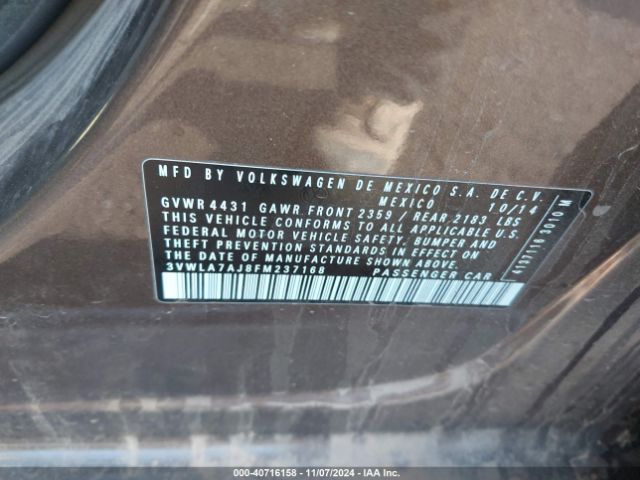 MFD BY VOLKSWAGEN DE MEXICO S.A. DE C.V.
MEXICO 10/14
GVWR 4431 GAWR FRONT 2359 / REAR 2183 LBS
THIS VEHICLE CONFORMS TO ALL APPLICABLE U.S.
FEDERAL MOTOR VEHICLE SAFETY, BUMPER AND
THEFT PREVENTION STANDARDS IN EFFECT ON
THE DATE OF MANUFACTURE SHOWN ABOVE.
3VWLA7AJ8FM237168 PASSENGER CAR
000-40716158 - 11/07/2024 - IAA Inc.